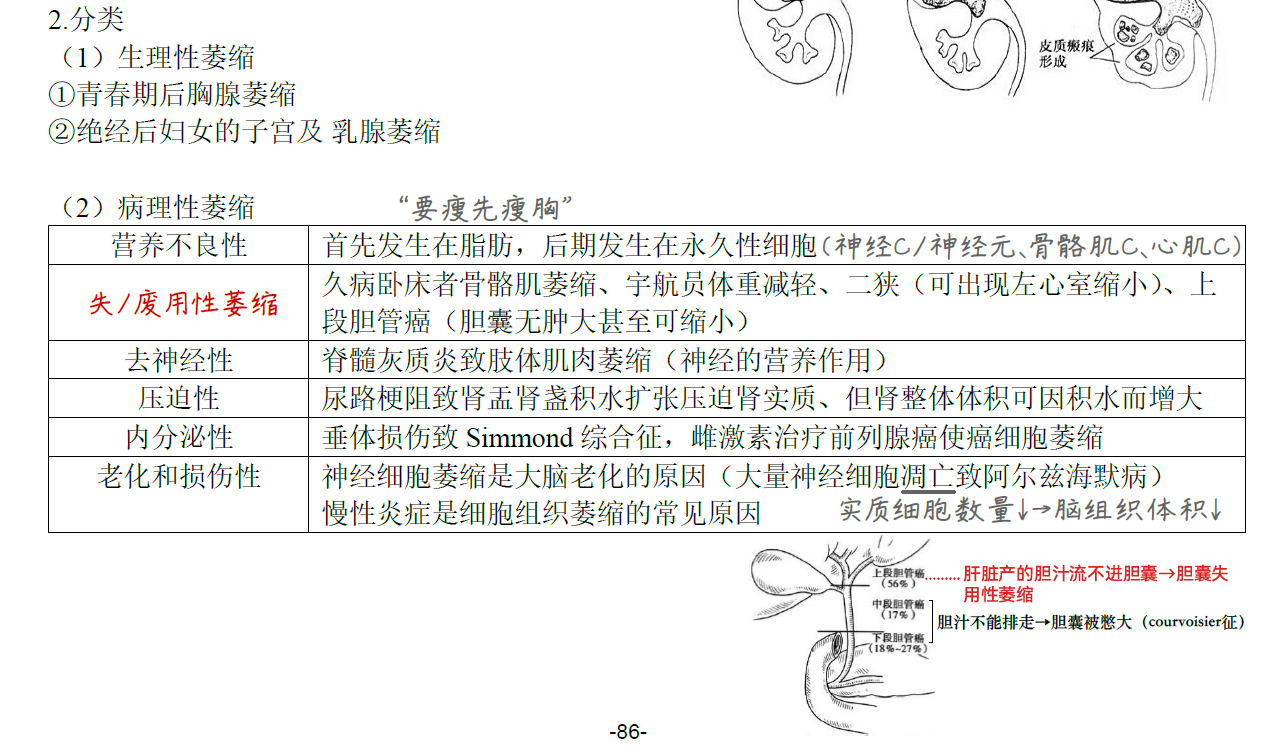 2.分类
（1）生理性萎缩
①青春期后胸腺萎缩
②绝经后妇女的子宫及 乳腺萎缩
皮质瘢痕
形成
（2）病理性萎缩 “要瘦先瘦胸”
营养不良性 首先发生在脂肪，后期发生在永久性细胞(神经C/神经元、骨骼肌C、心肌C)
失/废用性萎缩 久病卧床者骨骼肌萎缩、宇航员体重减轻、二狭（可出现左心室缩小）、上
段胆管癌（胆囊无肿大甚至可缩小）
去神经性 脊髓灰质炎致肢体肌肉萎缩（神经的营养作用）
压迫性 尿路梗阻致肾盂肾盏积水扩张压迫肾实质、但肾整体体积可因积水而增大
内分泌性 垂体损伤致 Simmond 综合征，雌激素治疗前列腺癌使癌细胞萎缩
老化和损伤性 神经细胞萎缩是大脑老化的原因（大量神经细胞凋亡致阿尔兹海默病）
慢性炎症是细胞组织萎缩的常见原因 实质细胞数量↓→脑组织体积↓
上段胆管癌
（56%）
肝脏产的胆汁流不进胆囊→胆囊失
用性萎缩
中段胆管癌
（17%）
胆汁不能排走→胆囊被憋大（courvoisier征）
下段胆管癌
（18%~27%）
-86-